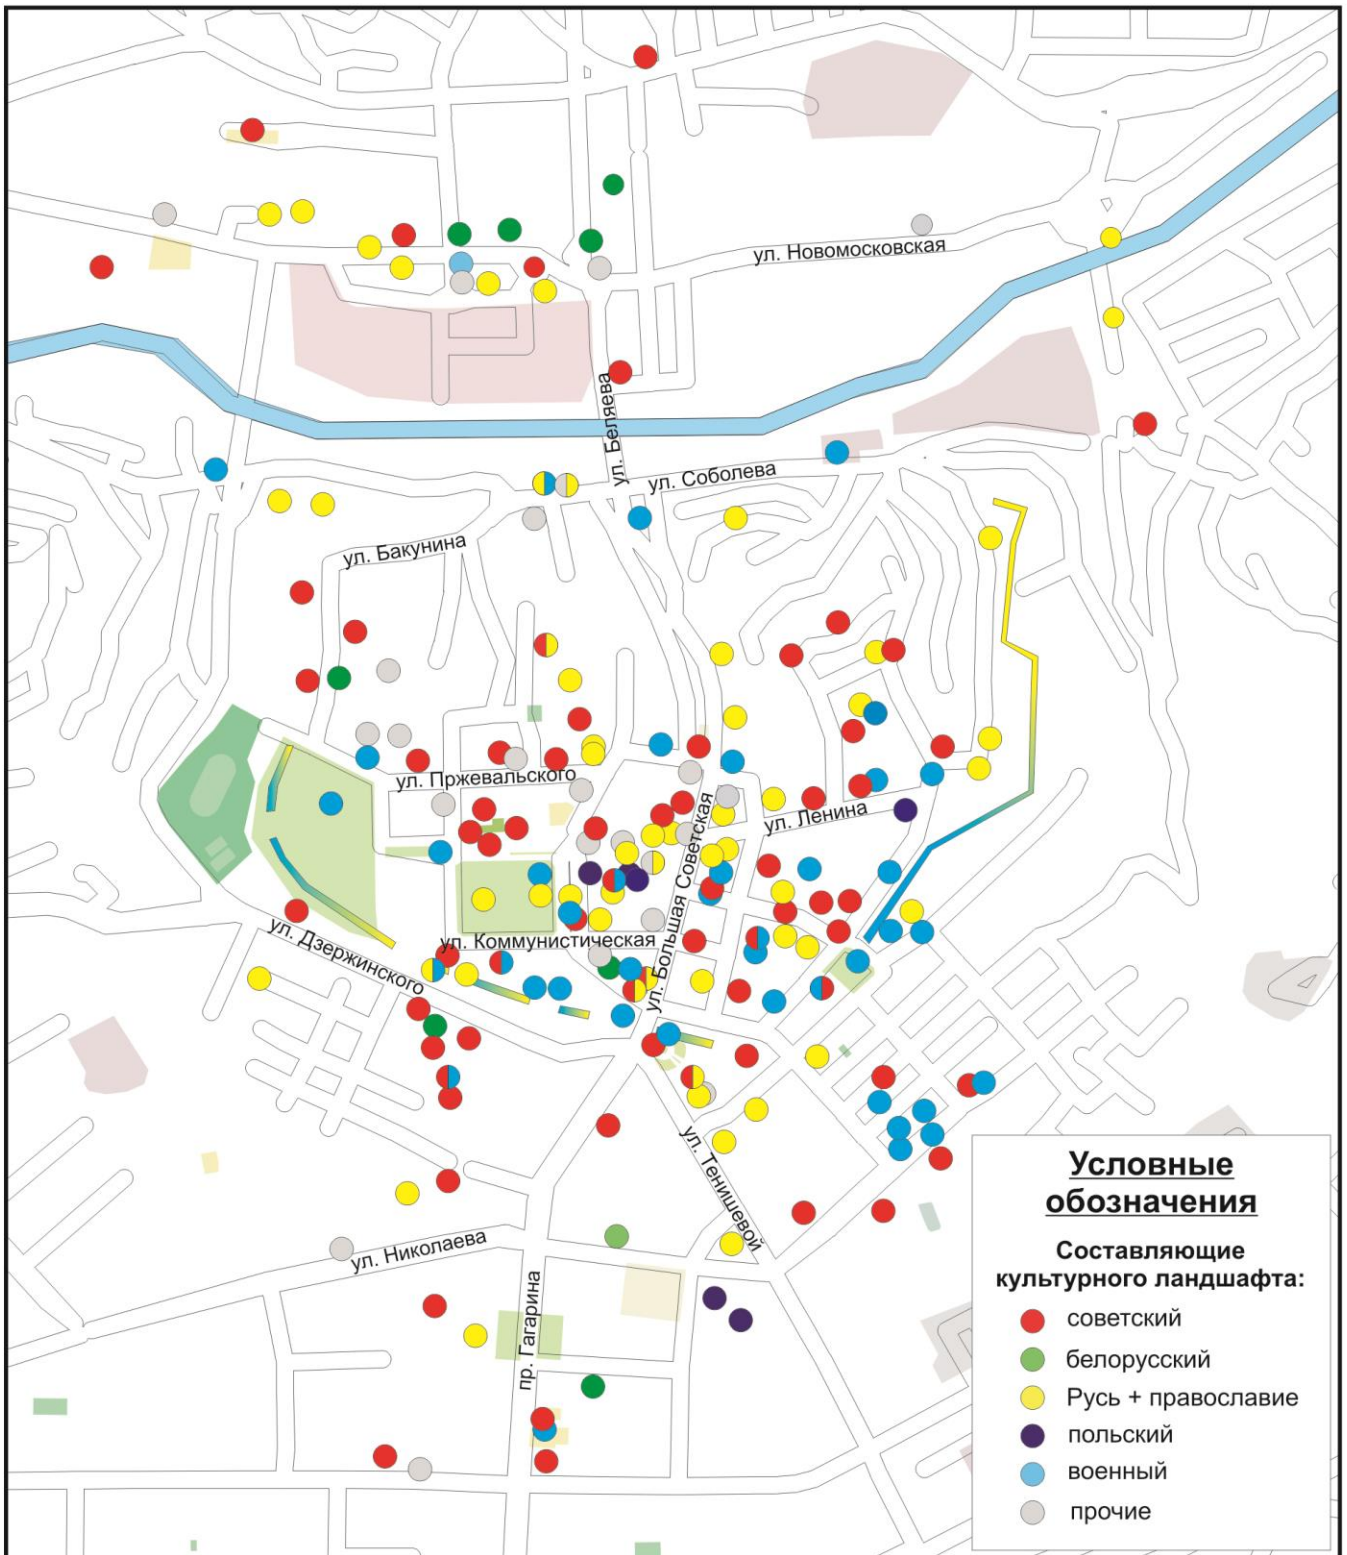 ул. Новомосковская
ул. Беляева
ул. Соболева
ул. Бакунина
ул. Пржевальского
ул. Большая Советская
ул. Ленина
ул. Коммунистическая
ул. Дзержинского
ул. Тенишевой
ул. Николаева
пр. Гагарина
Условные
обозначения
Составляющие
культурного ландшафта:
советский
белорусский
Русь + православие
польский
военный
прочие